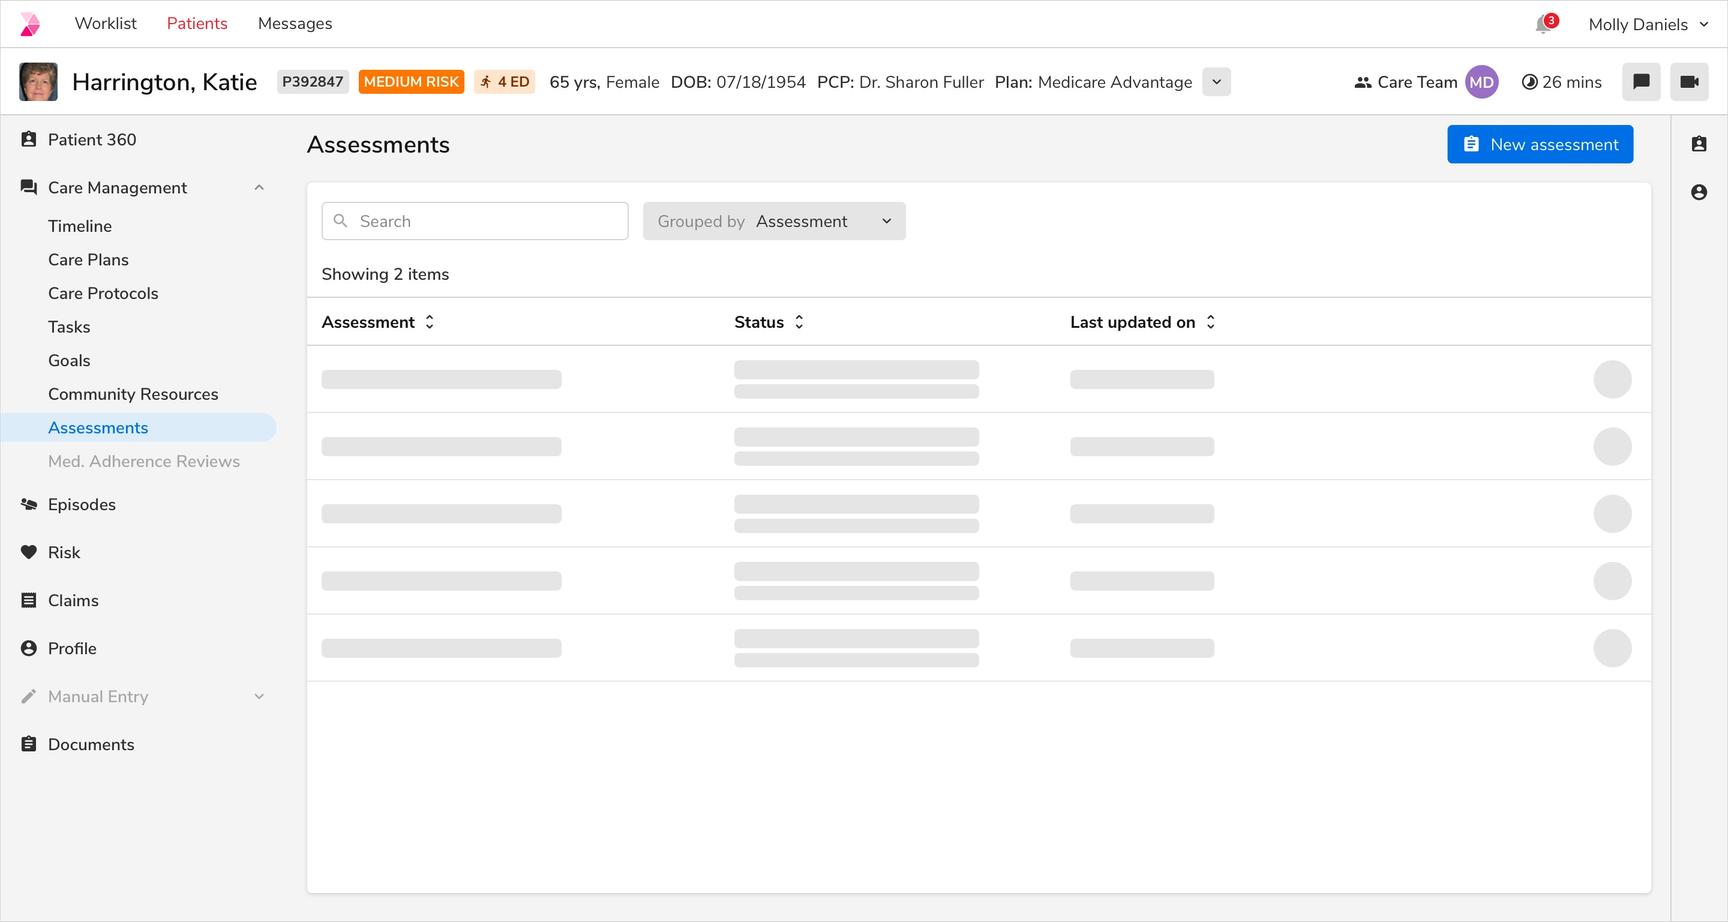 Worklist Patients Messages 3 Molly Daniels
Harrington, Katie P392847 MEDIUM RISK 4 ED 65 yrs, Female DOB: 07/18/1954 PCP: Dr. Sharon Fuller Plan: Medicare Advantage Care Team MD 26 mins
Patient 360
Care Management
Timeline
Care Plans
Care Protocols
Tasks
Goals
Community Resources
Assessments
Med. Adherence Reviews
Episodes
Risk
Claims
Profile
Manual Entry
Documents
Assessments New assessment
Search Grouped by Assessment
Showing 2 items
Assessment Status Last updated on